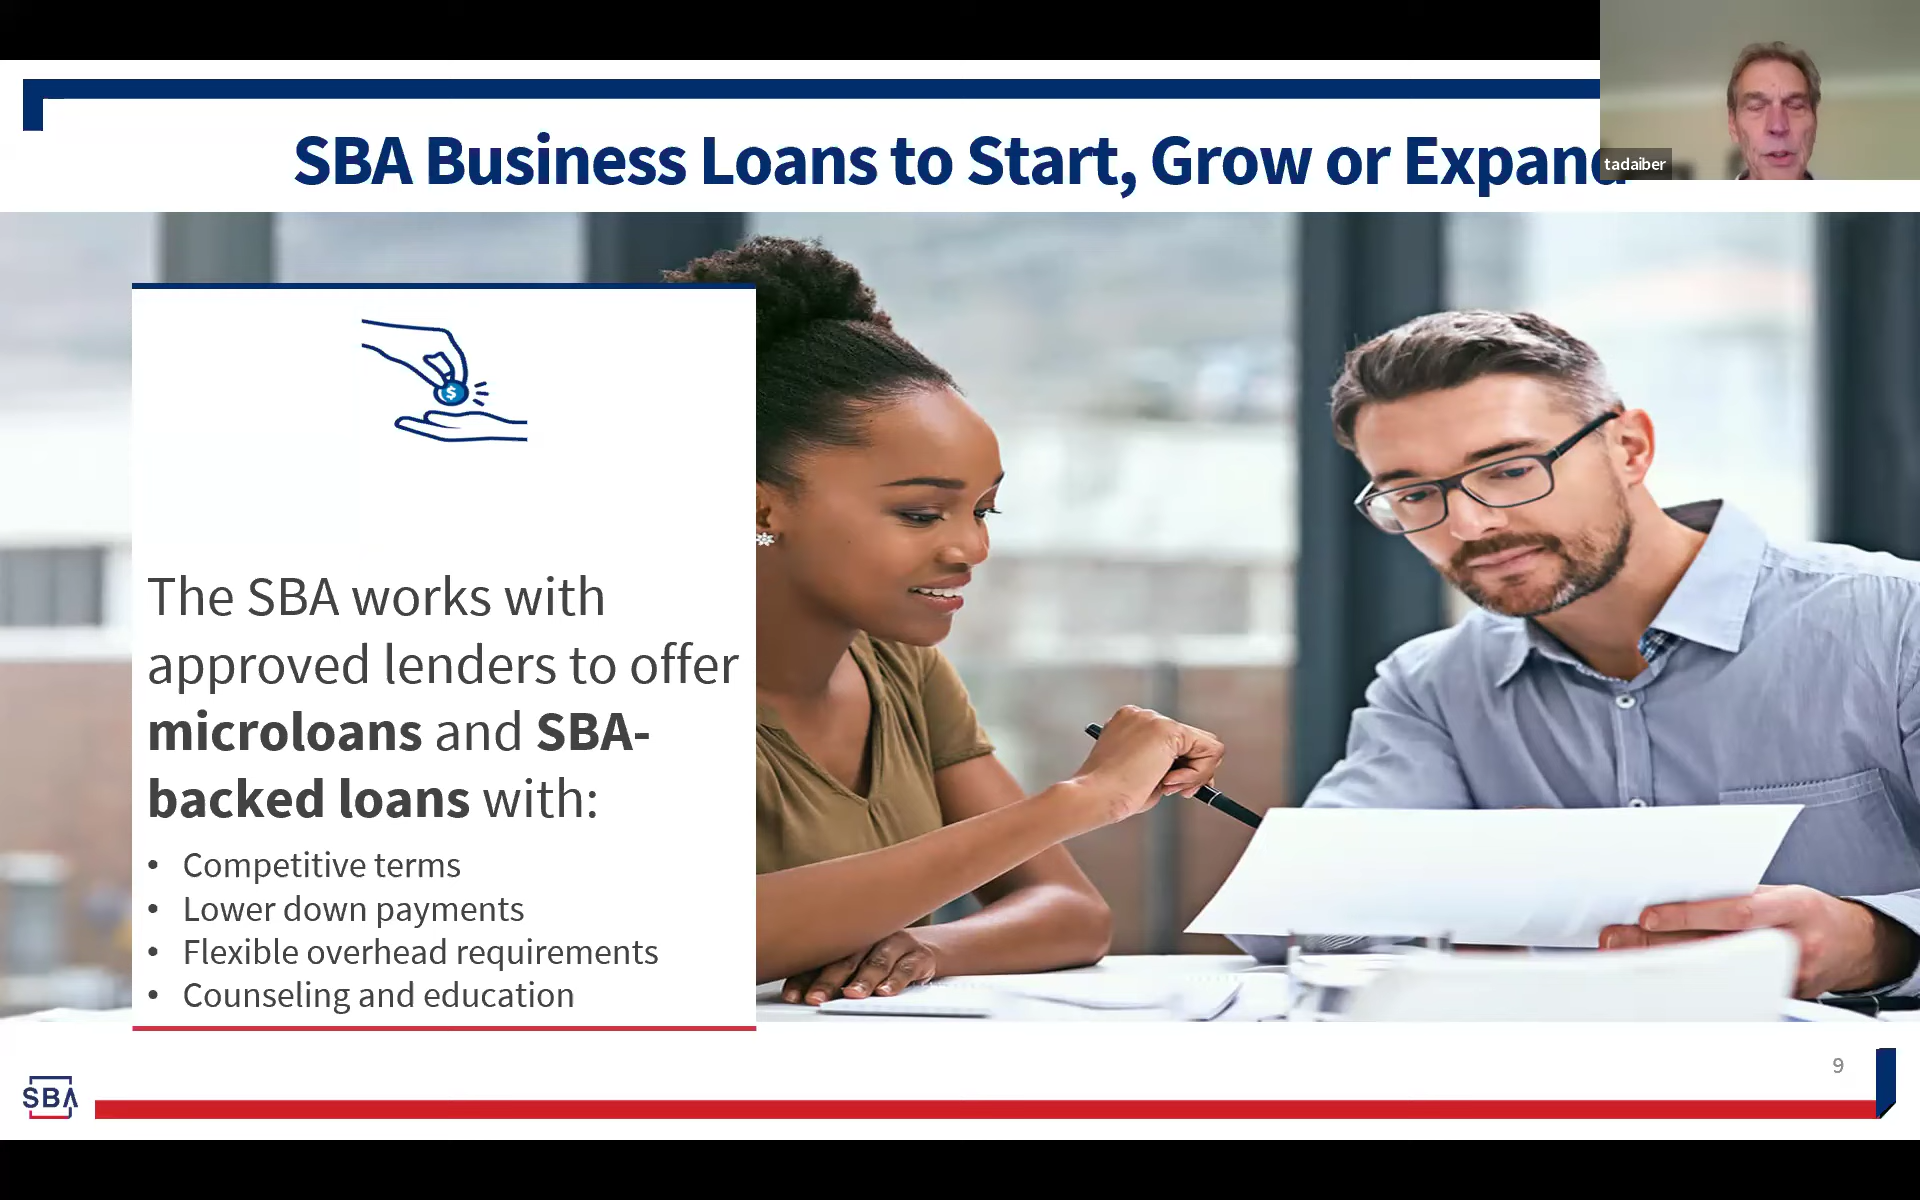 SBA Business Loans to Start, Grow or Expand
tadaiber
$
The SBA works with
approved lenders to offer
microloans and SBA-
backed loans with:
• Competitive terms
• Lower down payments
• Flexible overhead requirements
• Counseling and education
9
SBA